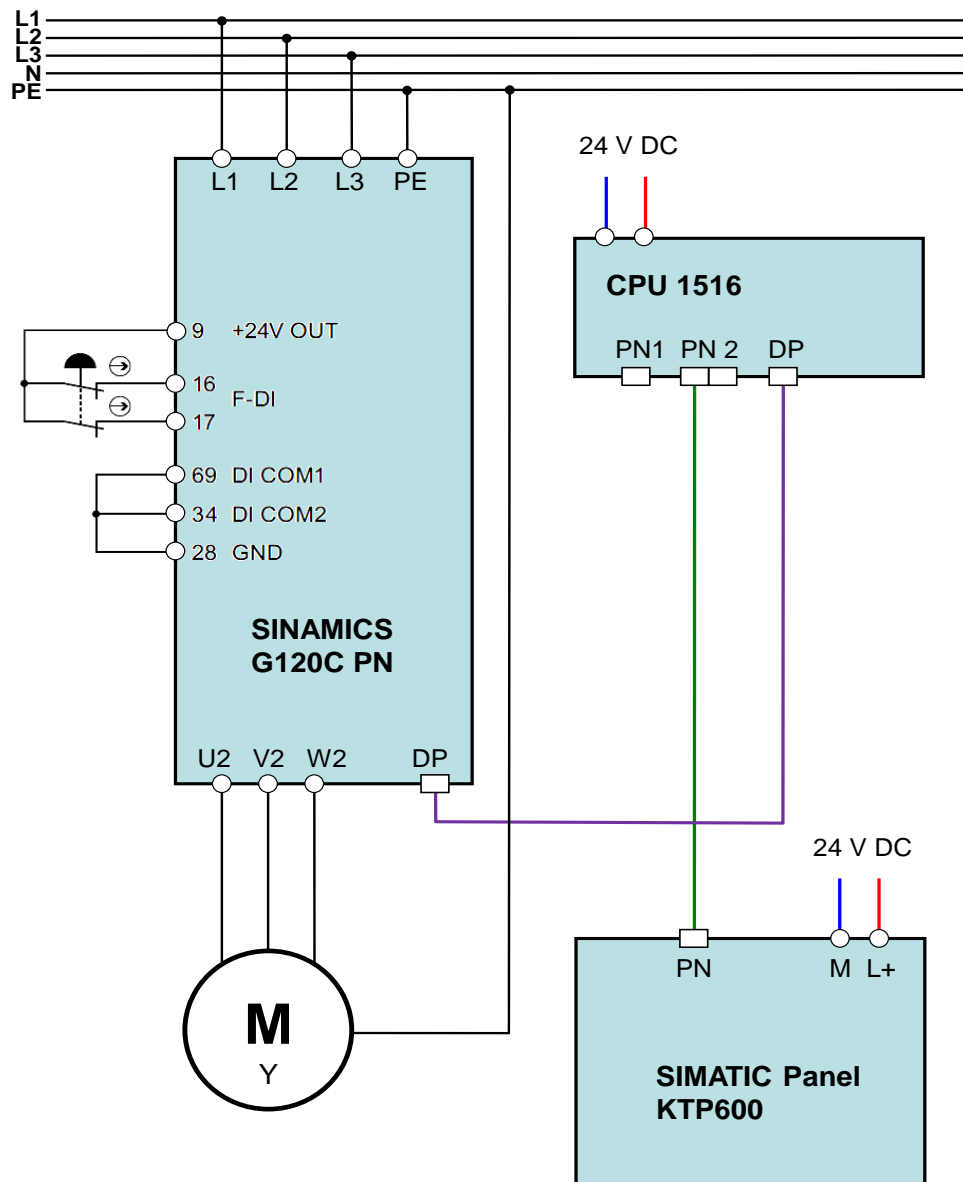 L1
L2
L3
N
PE
L1 L2 L3 PE
24 V DC
CPU 1516
PN1 PN 2 DP
9 +24V OUT
16
F-DI
17
69 DI COM1
34 DI COM2
28 GND
SINAMICS
G120C PN
U2 V2 W2 DP
24 V DC
PN M L+
M
Y
SIMATIC Panel
KTP600